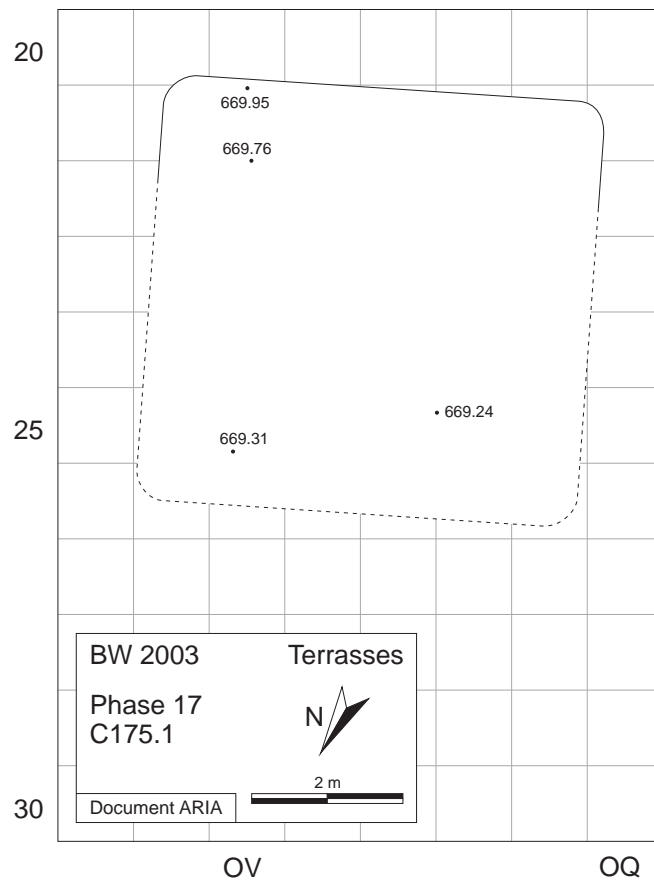 20
669.95
669.76
25
669.24
669.31
BW 2003 Terrasses
Phase 17
C175.1
N
2 m
Document ARIA
30
OV OQ